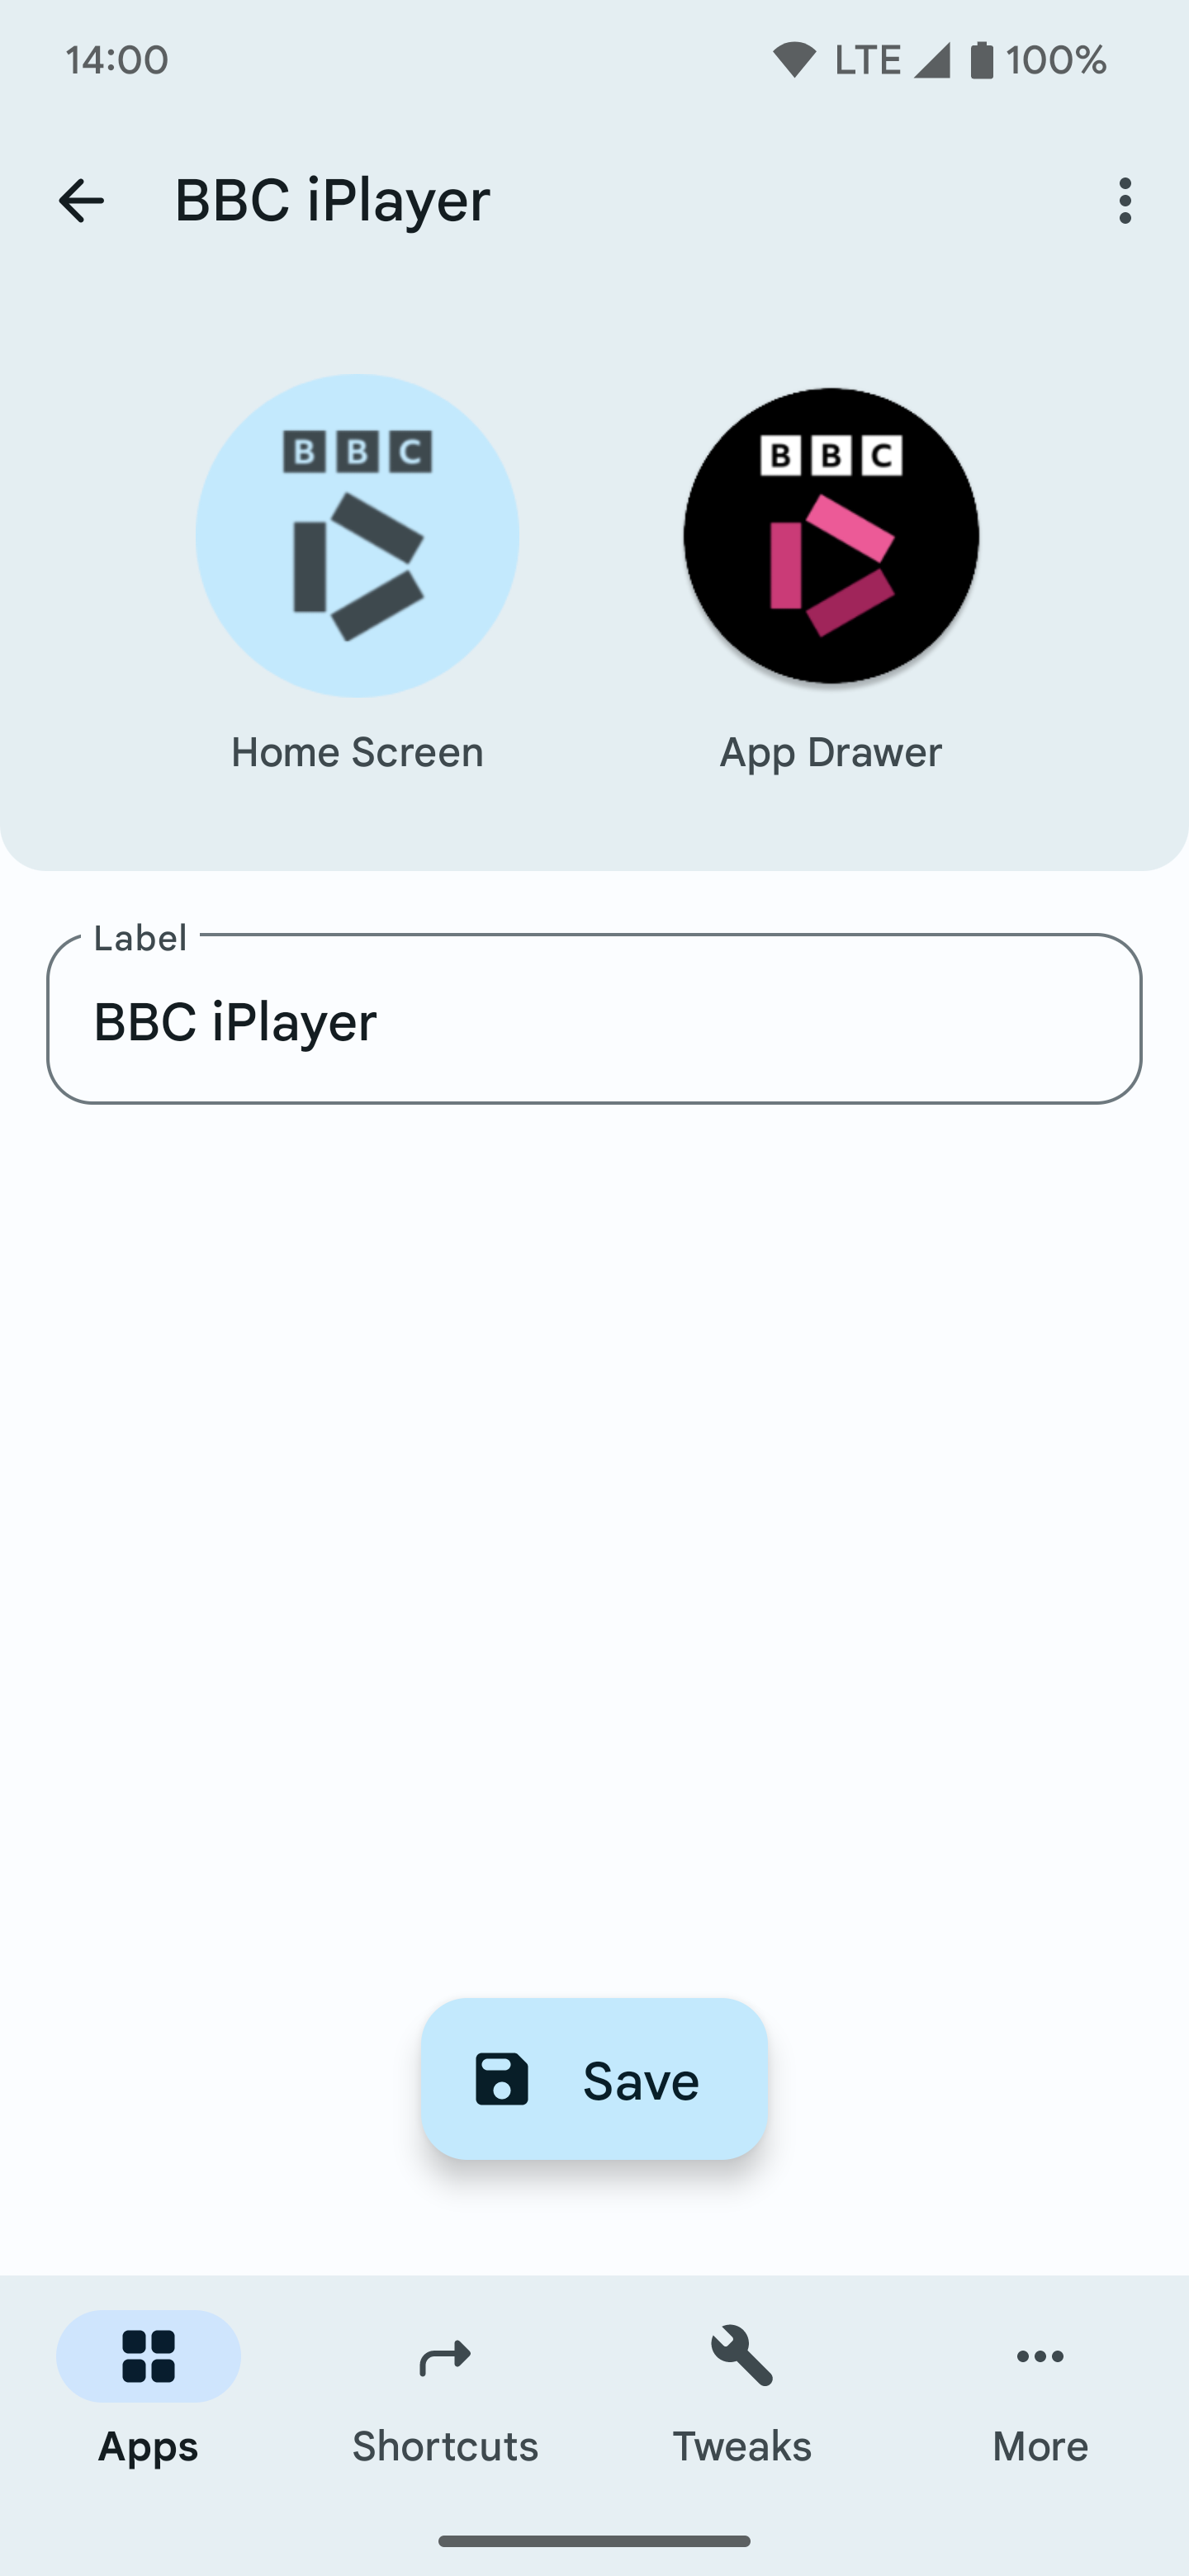 14:00 LTE 100%
BBC iPlayer
BBC BBC
Home Screen App Drawer
Label
BBC iPlayer
Save
Apps Shortcuts Tweaks More